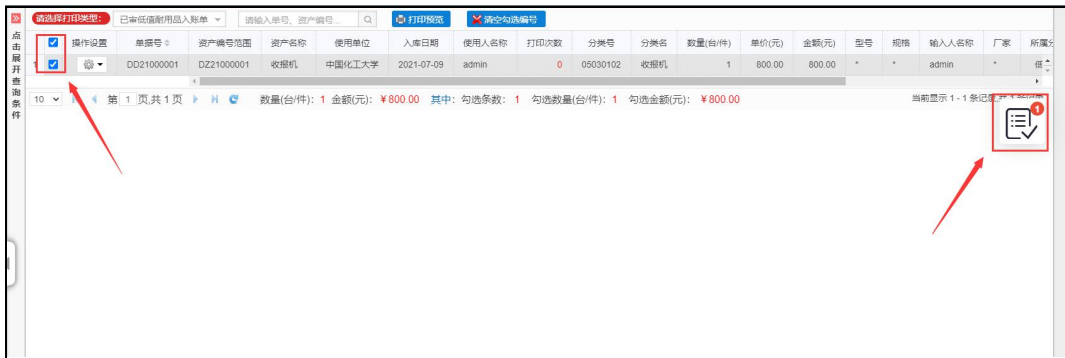 请选择打印类型： 已审低值耐用品入账单 请输入单号、资产编号... 打印预览 清空勾选编号
点击展开查询条件
操作设置 单据号 资产编号范围 资产名称 使用单位 入库日期 使用人名称 打印次数 分类号 分类名 数量(台/件) 单价(元) 金额(元) 型号 规格 输入人名称 厂家 所属
1 DD21000001 DZ21000001 收报机 中国化工大学 2021-07-09 admin 0 05030102 收报机 1 800.00 800.00 * * admin * 低
10 第 1 页,共 1 页 数量(台/件): 1 金额(元): ￥800.00 其中: 勾选条数: 1 勾选数量(台/件): 1 勾选金额(元): ￥800.00 当前显示 1 - 1 条记录
1